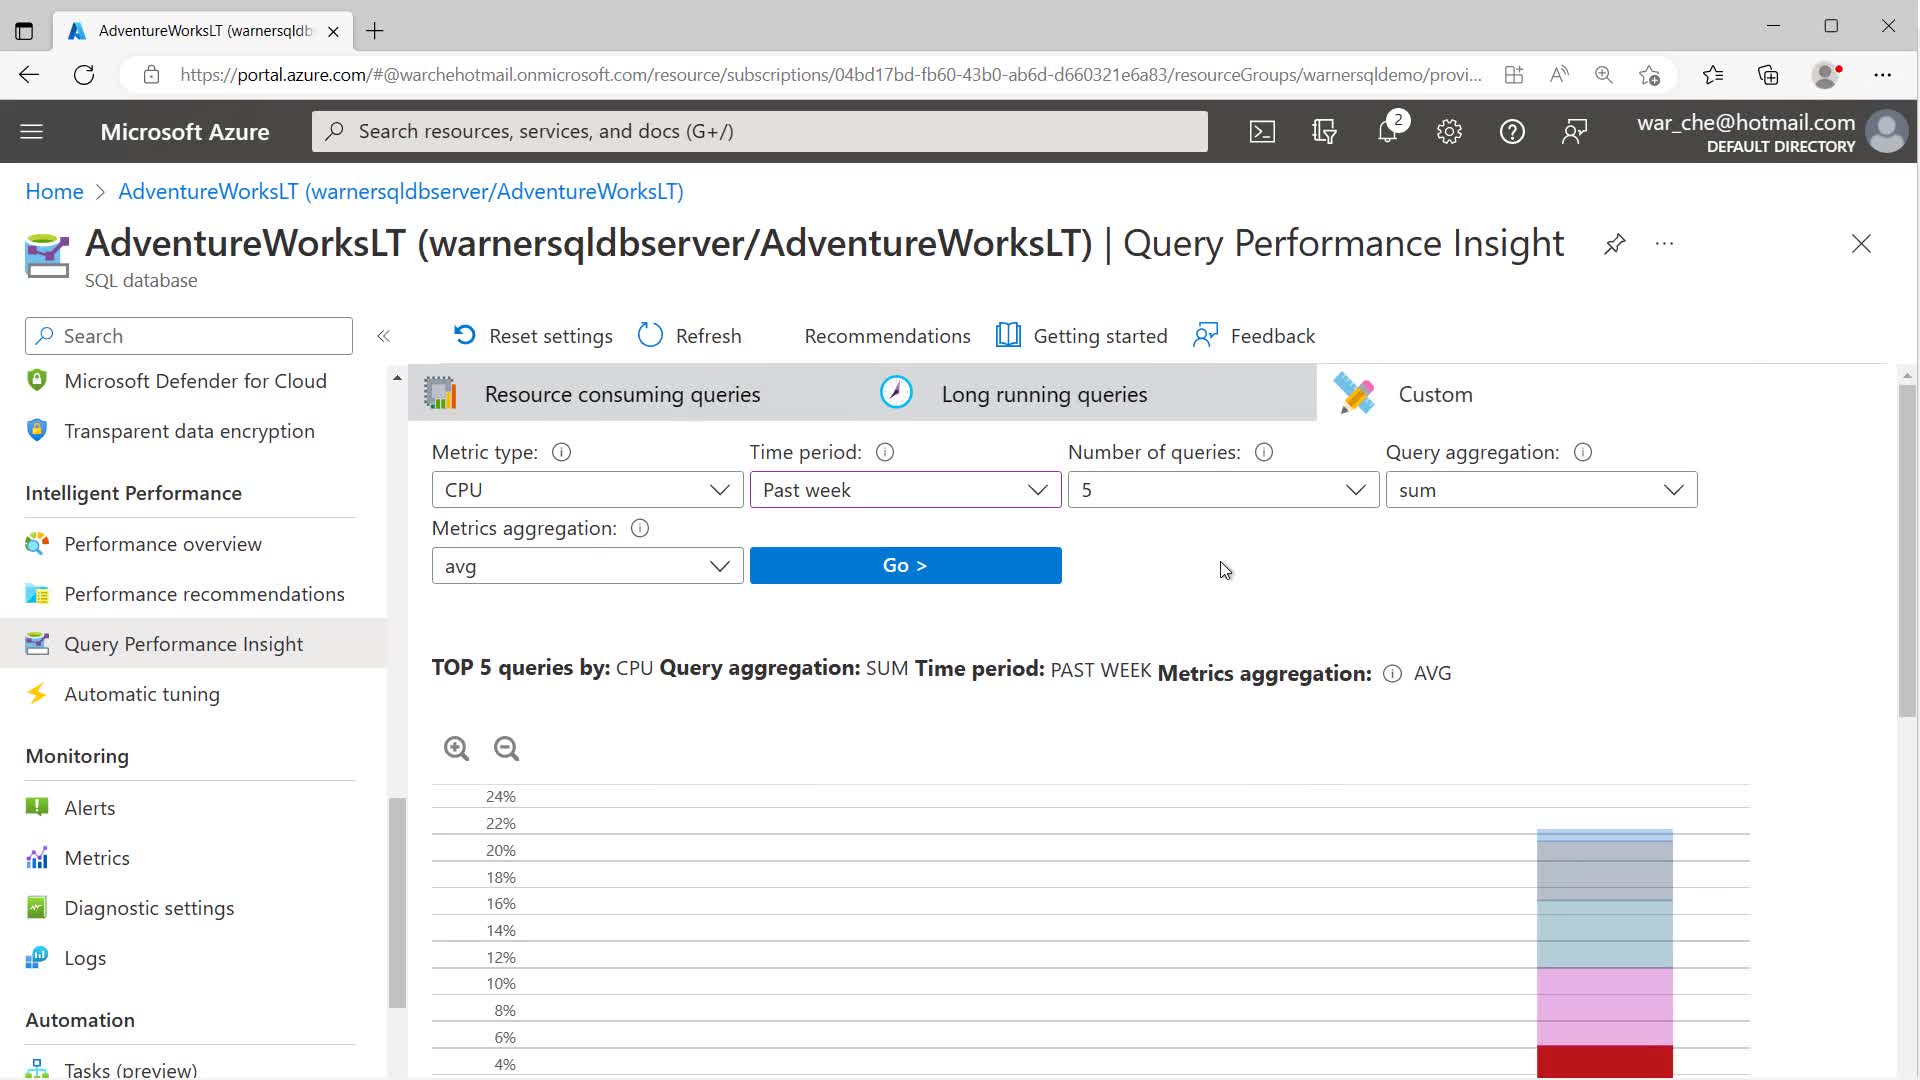 AdventureWorksLT (warnersqldb
https://portal.azure.com/#@warchehotmail.onmicrosoft.com/resource/subscriptions/04bd17bd-fb60-43b0-ab6d-d660321e6a83/resourceGroups/warnersqldemo/provi...
Microsoft Azure
Search resources, services, and docs (G+/)
2
war_che@hotmail.com
DEFAULT DIRECTORY
Home > AdventureWorksLT (warnersqldbserver/AdventureWorksLT)
AdventureWorksLT (warnersqldbserver/AdventureWorksLT) | Query Performance Insight ...
SQL database
Search
«
Reset settings Refresh Recommendations Getting started Feedback
Microsoft Defender for Cloud
Transparent data encryption
Intelligent Performance
Performance overview
Performance recommendations
Query Performance Insight
Automatic tuning
Monitoring
Alerts
Metrics
Diagnostic settings
Logs
Automation
Tasks (preview)
Resource consuming queries Long running queries Custom
Metric type: Time period: Number of queries: Query aggregation:
CPU Past week 5 sum
Metrics aggregation:
avg Go >
TOP 5 queries by: CPU Query aggregation: SUM Time period: PAST WEEK Metrics aggregation: AVG
24%
22%
20%
18%
16%
14%
12%
10%
8%
6%
4%